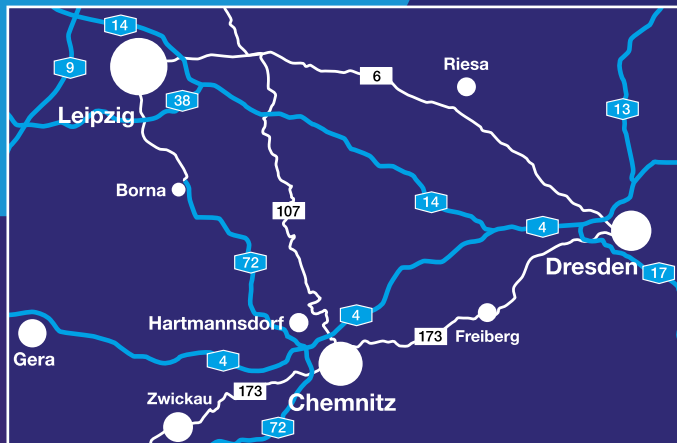 14
Riesa
9
6
38
13
Leipzig
Borna
14
107
4
72
Dresden
17
Hartmannsdorf
4
Freiberg
173
Gera
4
173
Zwickau
Chemnitz
72